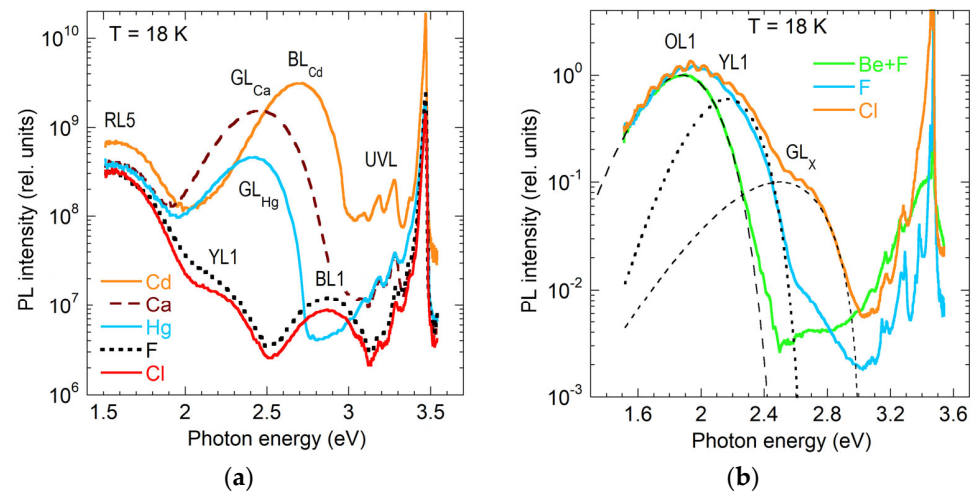 T = 18 K
BL_Cd
GL_Ca
RL5
UVL
GL_Hg
YL1
BL1
Cd
Ca
Hg
F
Cl
PL intensity (rel. units)
10^10
10^9
10^8
10^7
10^6
1.5
2
2.5
3
3.5
Photon energy (eV)
(a)
T = 18 K
OL1
YL1
Be+F
F
Cl
GL_X
PL intensity (rel. units)
10^0
10^-1
10^-2
10^-3
1.6
2
2.4
2.8
3.2
3.6
Photon energy (eV)
(b)